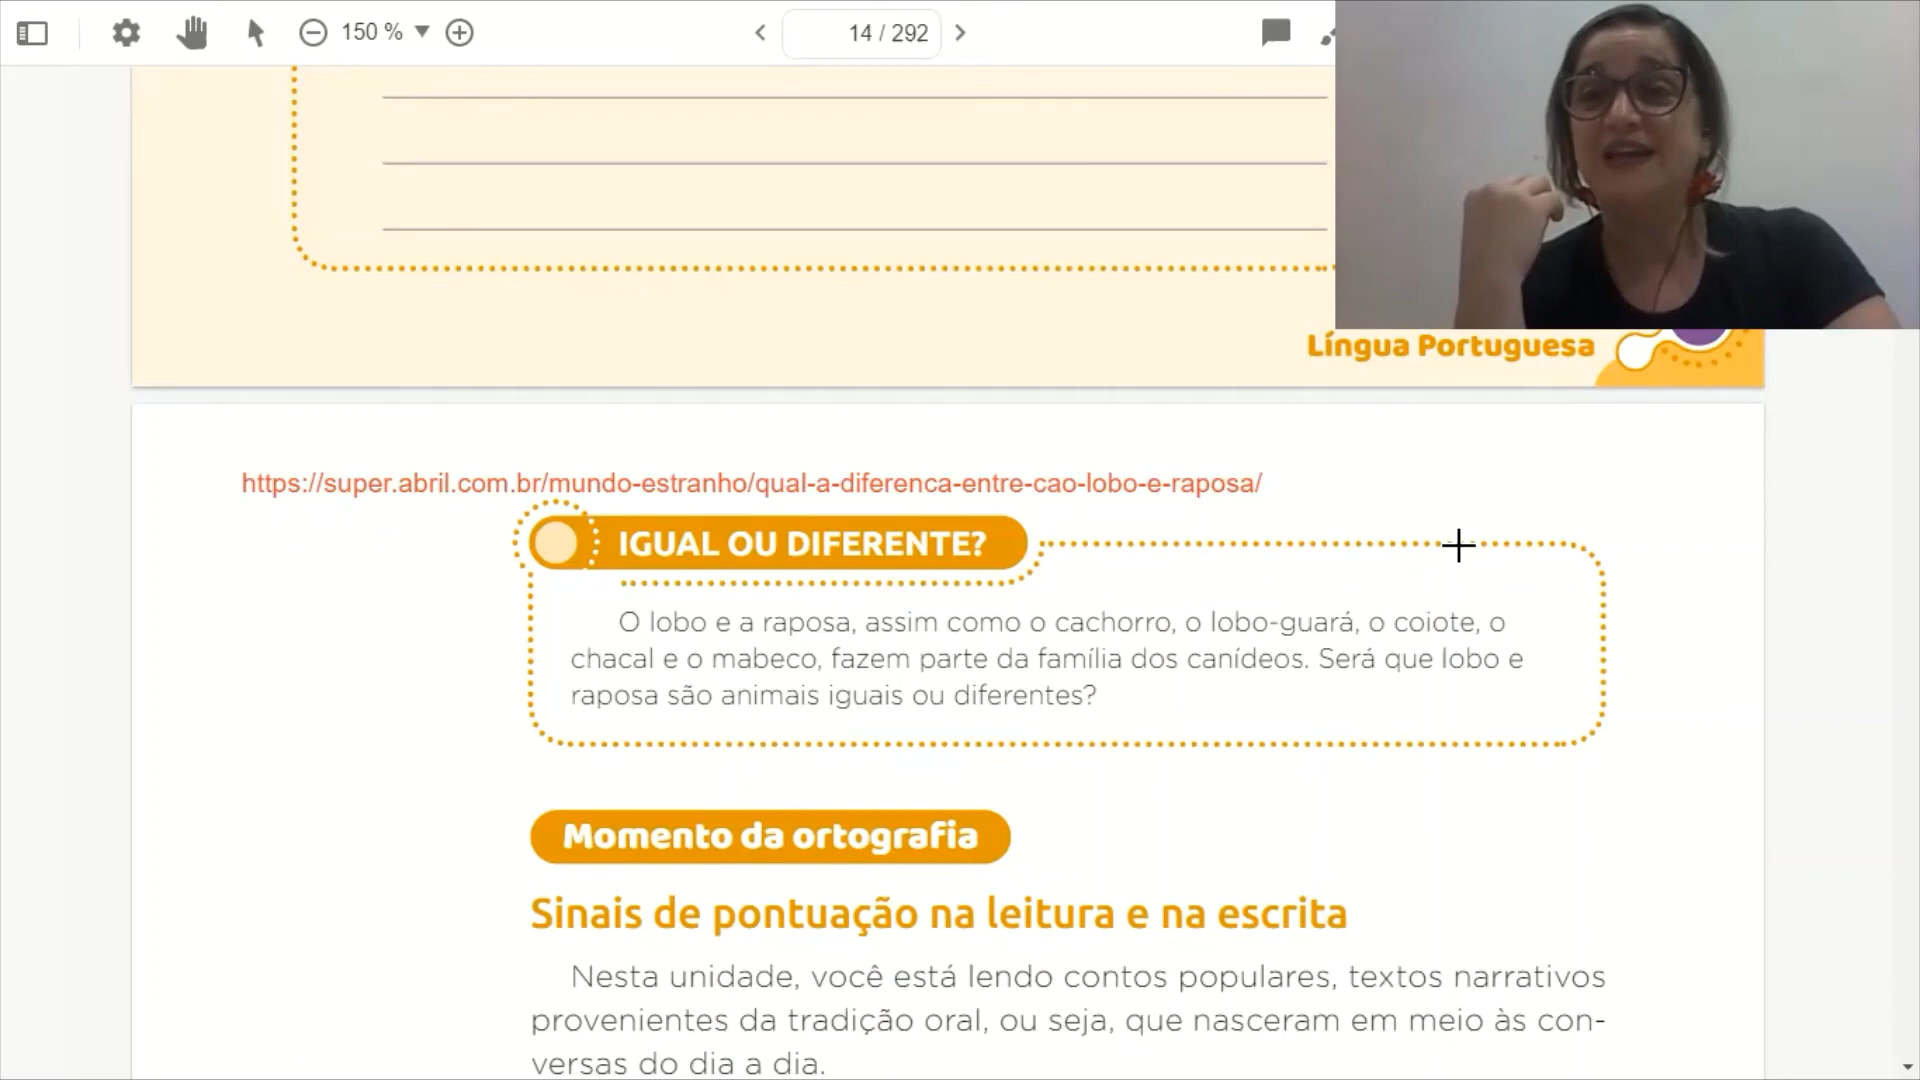 150 %
14 / 292
Língua Portuguesa
https://super.abril.com.br/mundo-estranho/qual-a-diferenca-entre-cao-lobo-e-raposa/
IGUAL OU DIFERENTE?
O lobo e a raposa, assim como o cachorro, o lobo-guará, o coiote, o
chacal e o mabeco, fazem parte da família dos canídeos. Será que lobo e
raposa são animais iguais ou diferentes?
Momento da ortografia
Sinais de pontuação na leitura e na escrita
Nesta unidade, você está lendo contos populares, textos narrativos
provenientes da tradição oral, ou seja, que nasceram em meio às con-
versas do dia a dia.